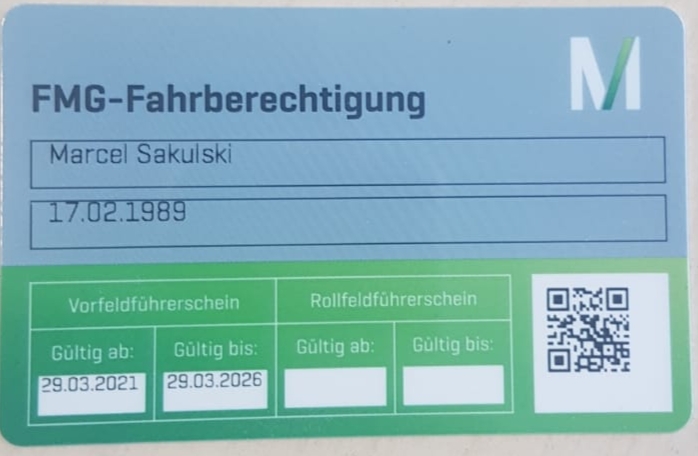 M
FMG-Fahrberechtigung
Marcel Sakulski
17.02.1989
Vorfeldführerschein Rollfeldführerschein
Gültig ab: Gültig bis: Gültig ab: Gültig bis:
29.03.2021 29.03.2026